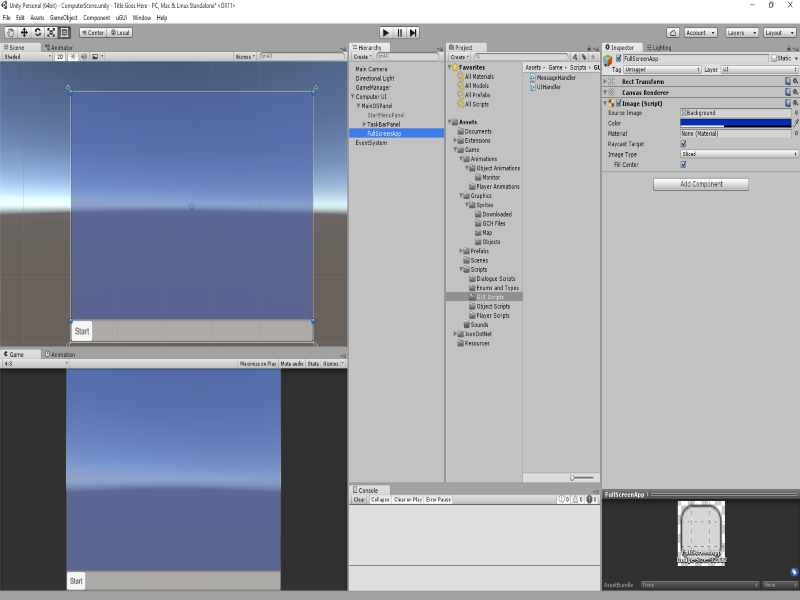 Unity Personal (64bit) - ComputerScene.unity - Title Goes Here - PC, Mac & Linux Standalone* <DX11>
File Edit Assets GameObject Component uGUI Window Help
Center Local Account Layers Layout
Scene Animator
Shaded 2D Gizmos All
Start
Game Animation
4:3 Maximize on Play Mute audio Stats Gizmos
Start
Hierarchy
Create All
Main Camera
Directional Light
GameManager
Computer UI
MainOSPanel
StartMenuPanel
TaskBarPanel
FullScreenApp
EventSystem
Project
Create
Favorites
All Materials
All Models
All Prefabs
All Scripts
Assets
Documents
Extensions
Game
Animations
Object Animations
Monitor
Player Animations
Graphics
Sprites
Downloaded
GCH Files
Map
Objects
Prefabs
Scenes
Scripts
Dialogue Scripts
Enums and Types
GUI Scripts
Object Scripts
Player Scripts
Sounds
JsonDotNet
Resources
Assets Game Scripts GU
MessageHandler
UIHandler
Console
Clear Collapse Clear on Play Error Pause 0 0
Inspector Lighting
FullScreenApp Static
Tag Untagged Layer UI
Rect Transform
Canvas Renderer
Image (Script)
Source Image Background
Color
Material None (Material)
Raycast Target
Image Type Sliced
Fill Center
Add Component
FullScreenApp
FullScreenApp
Image Size: 32x32
AssetBundle None None